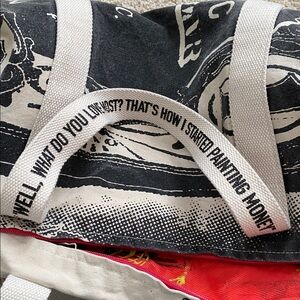 C.
WELL, WHAT DO YOU LOVE MOST? THAT'S HOW I STARTED PAINTING MONEY."